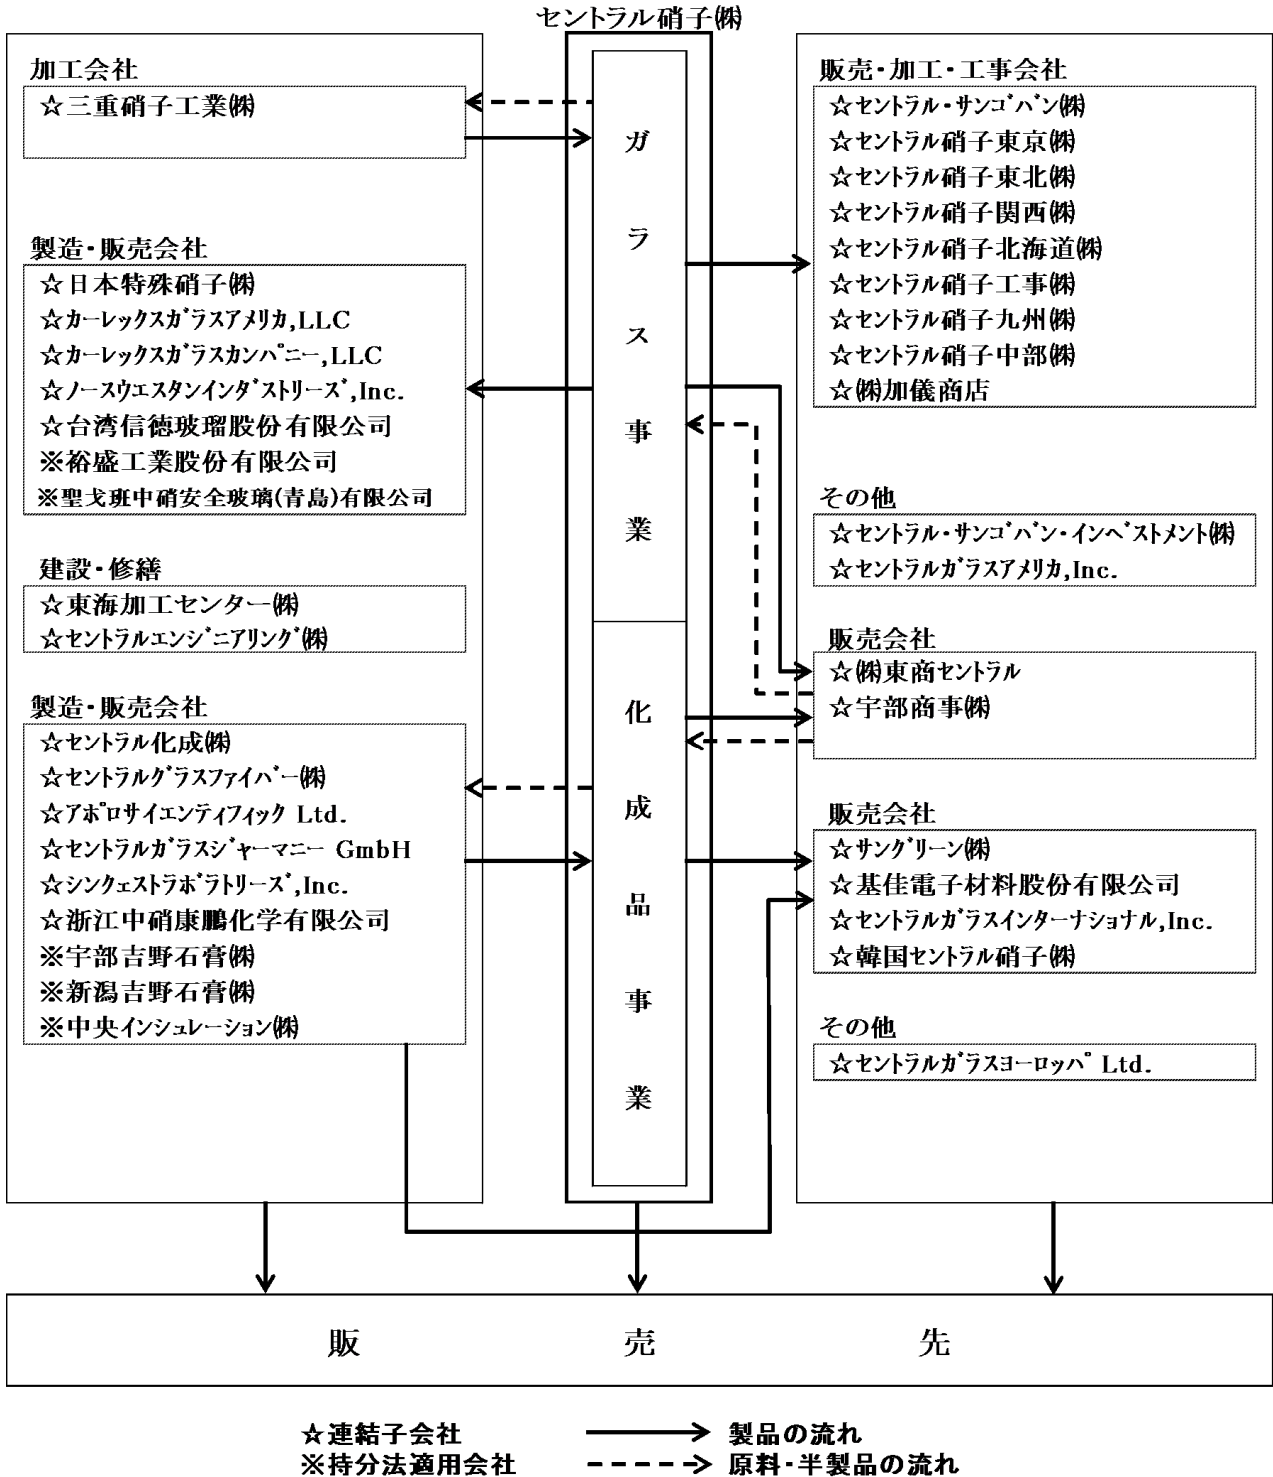 セントラル硝子㈱
加工会社
☆三重硝子工業㈱
製造・販売会社
☆日本特殊硝子㈱
☆ｶｰﾚｯｸｽｶﾞﾗｽｱﾒﾘｶ,LLC
☆ｶｰﾚｯｸｽｶﾞﾗｽｶﾝﾊﾟﾆｰ,LLC
☆ﾉｰｽｳｴｽﾀﾝｲﾝﾀﾞｽﾄﾘｰｽﾞ,Inc.
☆台湾信徳玻瑠股份有限公司
※裕盛工業股份有限公司
※聖戈班中硝安全玻璃(青島)有限公司
建設・修繕
☆東海加工センター㈱
☆ｾﾝﾄﾗﾙｴﾝｼﾞﾆｱﾘﾝｸﾞ㈱
製造・販売会社
☆ｾﾝﾄﾗﾙ化成㈱
☆ｾﾝﾄﾗﾙｸﾞﾗｽﾌｧｲﾊﾞｰ㈱
☆ｱﾎﾟﾛｻｲｴﾝﾃｨﾌｨｯｸ Ltd.
☆ｾﾝﾄﾗﾙｶﾞﾗｽｼﾞｬｰﾏﾆｰ GmbH
☆ｼﾝｸｪｽﾄﾗﾎﾞﾗﾄﾘｰｽﾞ,Inc.
☆浙江中硝康鵬化学有限公司
※宇部吉野石膏㈱
※新潟吉野石膏㈱
※中央ｲﾝｼｭﾚｰｼｮﾝ㈱
ガラス事業
化成品事業
販売・加工・工事会社
☆ｾﾝﾄﾗﾙ・ｻﾝｺﾞﾊﾞﾝ㈱
☆ｾﾝﾄﾗﾙ硝子東京㈱
☆ｾﾝﾄﾗﾙ硝子東北㈱
☆ｾﾝﾄﾗﾙ硝子関西㈱
☆ｾﾝﾄﾗﾙ硝子北海道㈱
☆ｾﾝﾄﾗﾙ硝子工事㈱
☆ｾﾝﾄﾗﾙ硝子九州㈱
☆ｾﾝﾄﾗﾙ硝子中部㈱
☆㈱加儀商店
その他
☆ｾﾝﾄﾗﾙ・ｻﾝｺﾞﾊﾞﾝ・ｲﾝﾍﾞｽﾄﾒﾝﾄ㈱
☆ｾﾝﾄﾗﾙｶﾞﾗｽｱﾒﾘｶ,Inc.
販売会社
☆㈱東商ｾﾝﾄﾗﾙ
☆宇部商事㈱
販売会社
☆ｻﾝｸﾞﾘｰﾝ㈱
☆基佳電子材料股份有限公司
☆ｾﾝﾄﾗﾙｶﾞﾗｽｲﾝﾀｰﾅｼｮﾅﾙ,Inc.
☆韓国ｾﾝﾄﾗﾙ硝子㈱
その他
☆ｾﾝﾄﾗﾙｶﾞﾗｽﾖｰﾛｯﾊﾟ Ltd.
販売先
☆連結子会社
製品の流れ
※持分法適用会社
原料・半製品の流れ